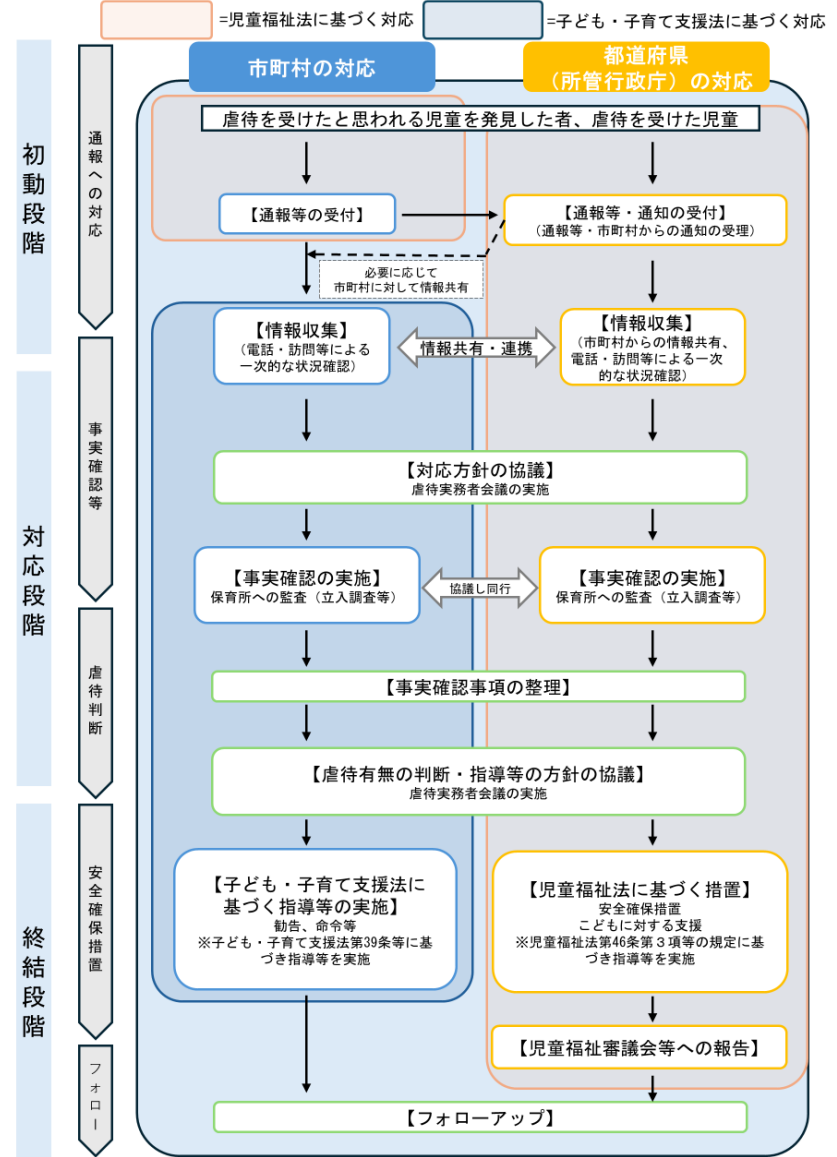 =児童福祉法に基づく対応
=子ども・子育て支援法に基づく対応
市町村の対応
都道府県
(所管行政庁)の対応
初動段階
通報への対応
虐待を受けたと思われる児童を発見した者、虐待を受けた児童
【通報等の受付】
【通報等・通知の受付】
(通報等・市町村からの通知の受理)
必要に応じて
市町村に対して情報共有
【情報収集】
(電話・訪問等による
一次的な状況確認)
情報共有・連携
【情報収集】
(市町村からの情報共有、
電話・訪問等による一次
的な状況確認)
対応段階
事実確認等
【対応方針の協議】
虐待実務者会議の実施
【事実確認の実施】
保育所への監査(立入調査等)
協議し同行
【事実確認の実施】
保育所への監査(立入調査等)
虐待判断
【事実確認事項の整理】
【虐待有無の判断・指導等の方針の協議】
虐待実務者会議の実施
終結段階
安全確保措置
【子ども・子育て支援法に
基づく指導等の実施】
勧告、命令等
※子ども・子育て支援法第39条等に基
づき指導等を実施
【児童福祉法に基づく措置】
安全確保措置
こどもに対する支援
※児童福祉法第46条第3項等の規定に基
づき指導等を実施
【児童福祉審議会等への報告】
フォロー
【フォローアップ】